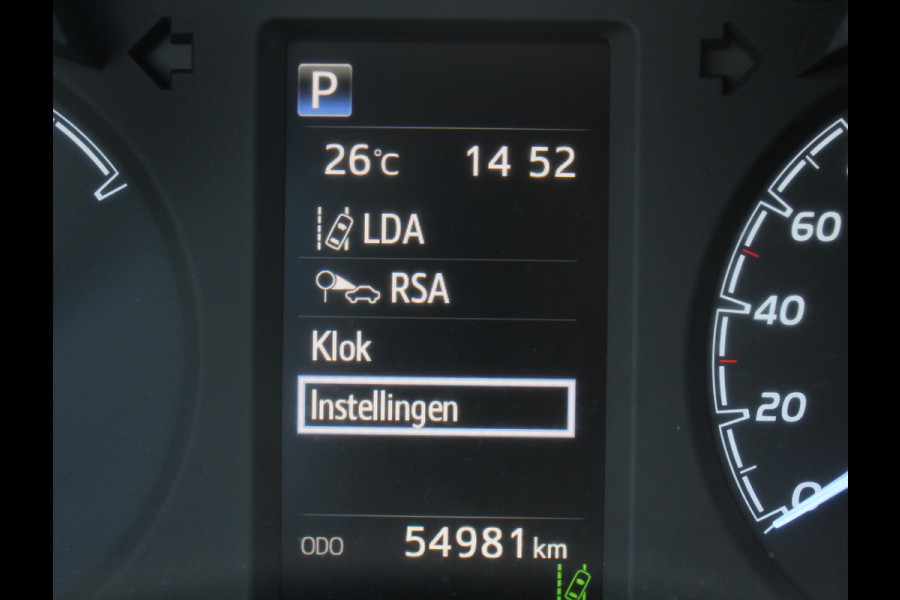 P
26°C 14 52
LDA
RSA
Klok
Instellingen
ODO 54981 km
60
40
20
0